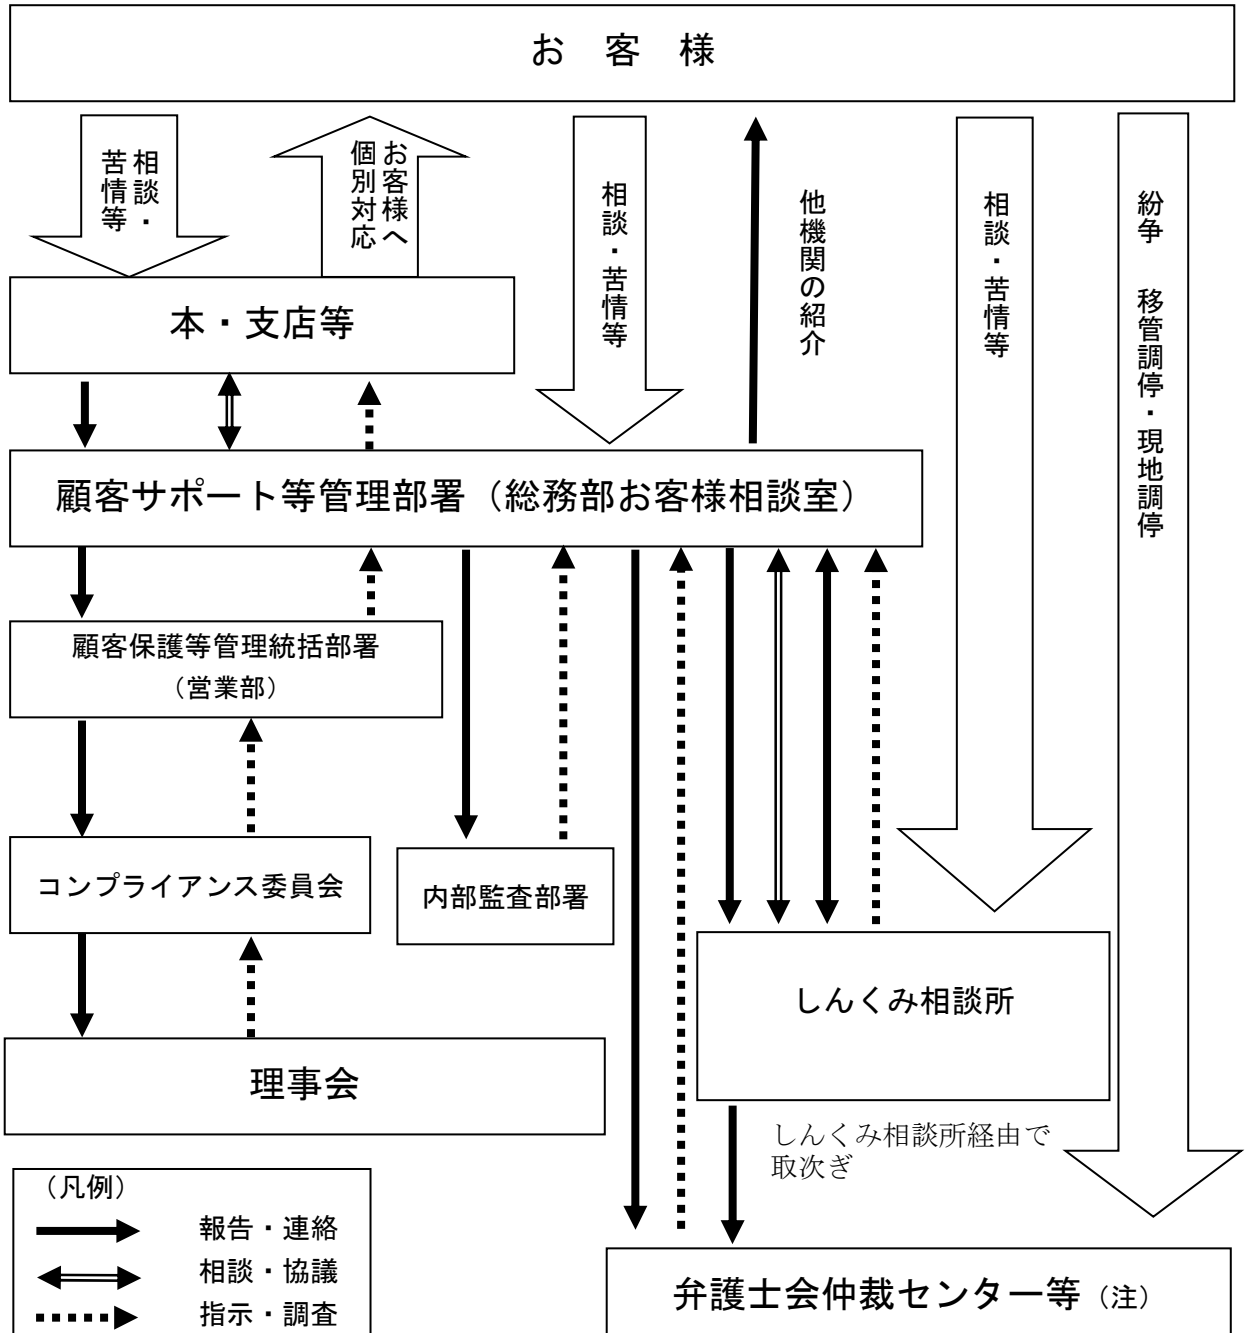 お 客 様
相談・
苦情等
お客様へ
個別対応
相談・苦情等
他機関の紹介
相談・苦情等
紛争 移管調停・現地調停
本・支店等
顧客サポート等管理部署（総務部お客様相談室）
顧客保護等管理統括部署
（営業部）
コンプライアンス委員会
内部監査部署
しんくみ相談所
理事会
しんくみ相談所経由で
取次ぎ
（凡例）
報告・連絡
相談・協議
指示・調査
弁護士会仲裁センター等（注）